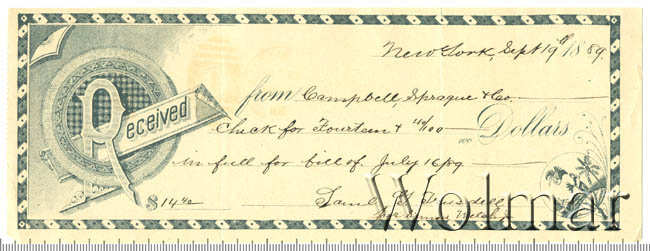 New York, Sept 19th 1889.
Received from Campbell, Sprague & Co.
Check for Fourteen & 40/100 100 Dollars
in full for bill of July 16/89
$ 14.40 Saml
Wolmar